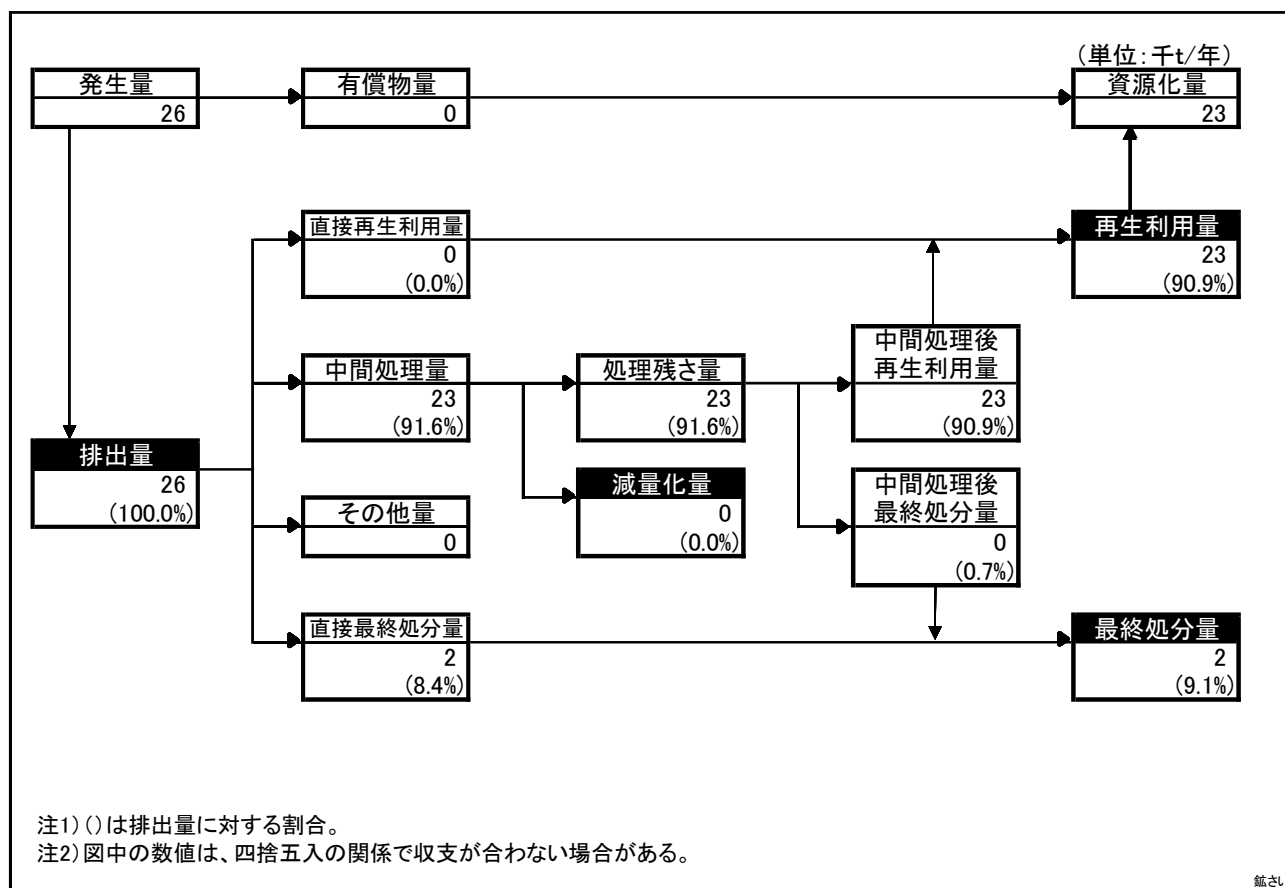 (単位:千t/年)
発生量
26
有償物量
0
資源化量
23
直接再生利用量
0
(0.0%)
再生利用量
23
(90.9%)
中間処理量
23
(91.6%)
処理残さ量
23
(91.6%)
中間処理後
再生利用量
23
(90.9%)
排出量
26
(100.0%)
減量化量
0
(0.0%)
中間処理後
最終処分量
0
(0.7%)
その他量
0
直接最終処分量
2
(8.4%)
最終処分量
2
(9.1%)
注1)()は排出量に対する割合。
注2)図中の数値は、四捨五入の関係で収支が合わない場合がある。
鉱さい